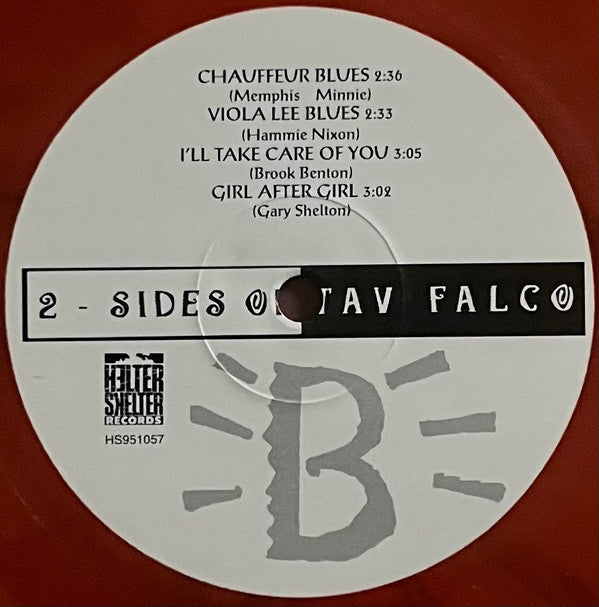 CHAUFFEUR BLUES 2:36
(Memphis Minnie)
VIOLA LEE BLUES 2:33
(Hammie Nixon)
I'LL TAKE CARE OF YOU 3:05
(Brook Benton)
GIRL AFTER GIRL 3:02
(Gary Shelton)
2 - SIDES OF TAV FALCO
HELTER
SKELTER
RECORDS
HS951057
B